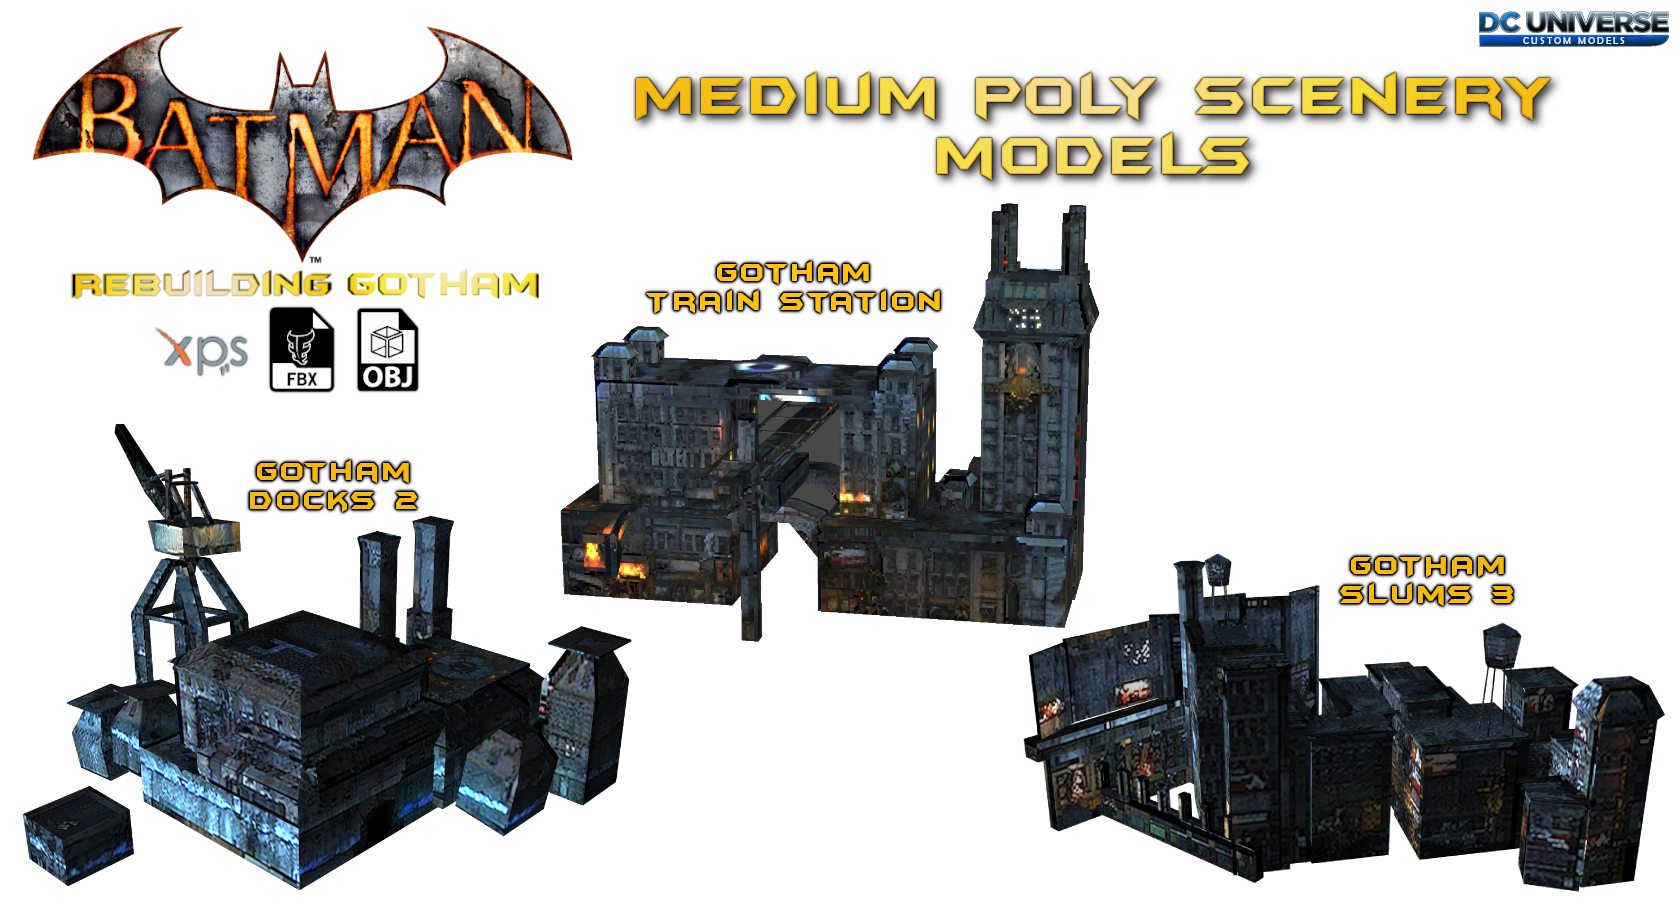 BATMAN
TM
REBUILDING GOTHAM
xps
FBX
OBJ
DC UNIVERSE
CUSTOM MODELS
MEDIUM POLY SCENERY
MODELS
GOTHAM
TRAIN STATION
GOTHAM
DOCKS 2
GOTHAM
SLUMS 3